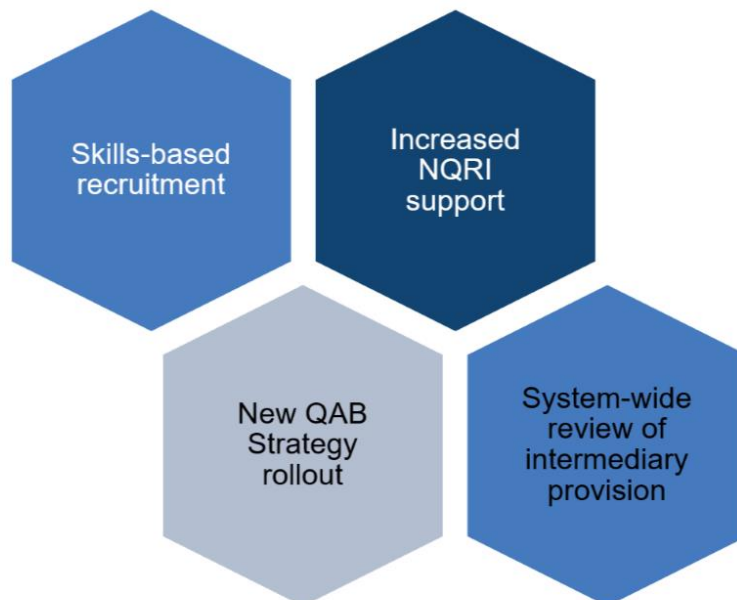 Skills-based
recruitment
Increased
NQRI
support
New QAB
Strategy
rollout
System-wide
review of
intermediary
provision